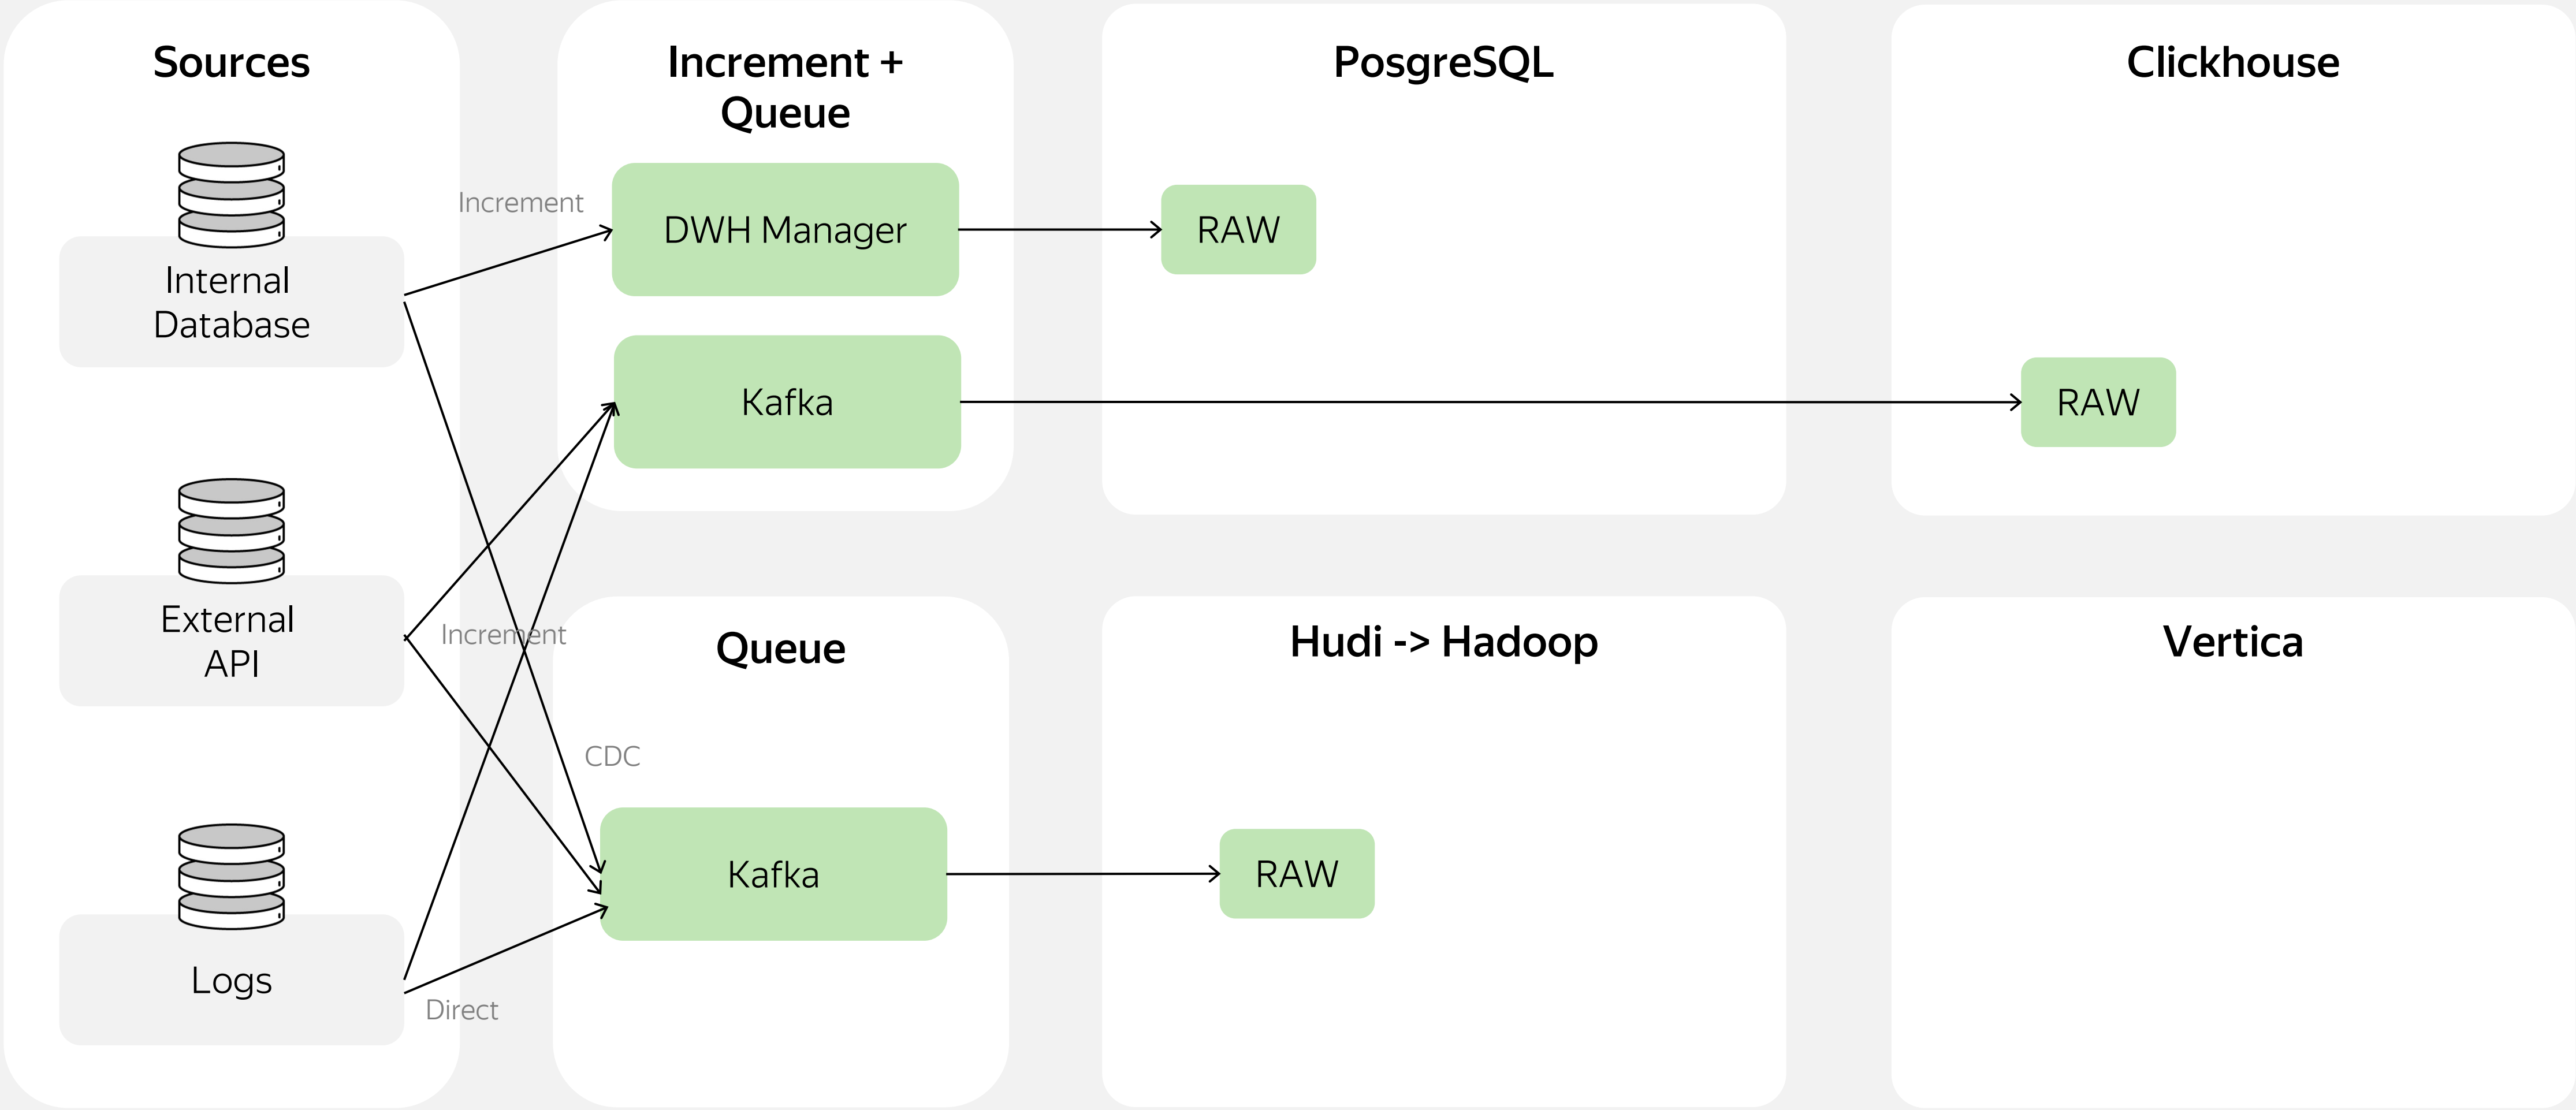 Sources
Internal
Database
External
API
Logs
Increment
Increment
CDC
Direct
Increment +
Queue
DWH Manager
Kafka
Queue
Kafka
PosgreSQL
RAW
Clickhouse
RAW
Hudi -> Hadoop
RAW
Vertica